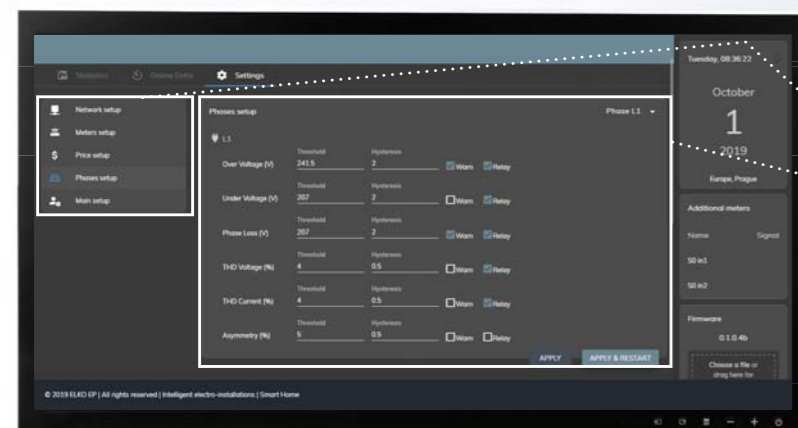 Statistics Online Data Settings
Network setup
Meters setup
$ Price setup
Phases setup
Main setup
Phases setup Phase L1
L1
Threshold Hysteresis
Over Voltage (V) 241.5 2 Warn Relay
Threshold Hysteresis
Under Voltage (V) 207 2 Warn Relay
Threshold Hysteresis
Phase Loss (V) 207 2 Warn Relay
Threshold Hysteresis
THD Voltage (%) 4 0.5 Warn Relay
Threshold Hysteresis
THD Current (%) 4 0.5 Warn Relay
Threshold Hysteresis
Asymmetry (%) 5 0.5 Warn Relay
APPLY APPLY & RESTART
Tuesday, 08:36:22
October
1
2019
Europe, Prague
Additional meters
Name Signal
S0 in1
S0 in2
Firmware
0.1.0.4b
Choose a file or
drag here for
© 2019 ELKO EP | All rights reserved | Intelligent electro-installations | Smart Home